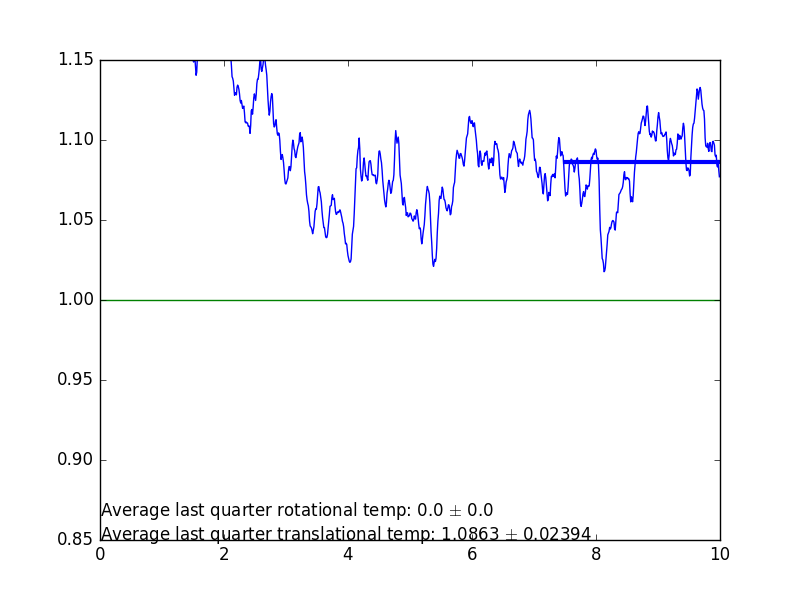 1.15
1.10
1.05
1.00
0.95
0.90
0.85
Average last quarter rotational temp: 0.0 ± 0.0
Average last quarter translational temp: 1.0863 ± 0.02394
0 2 4 6 8 10